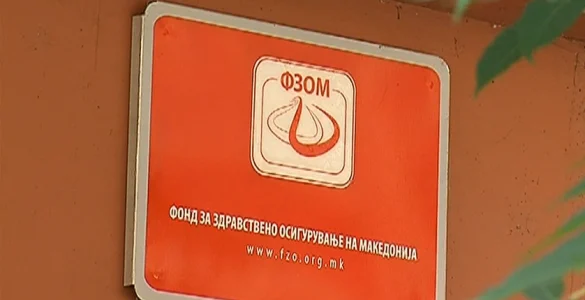 ФЗОМ
ФОНД ЗА ЗДРАВСТВЕНО ОСИГУРУВАЊЕ НА МАКЕДОНИЈА
www.fzo.org.mk